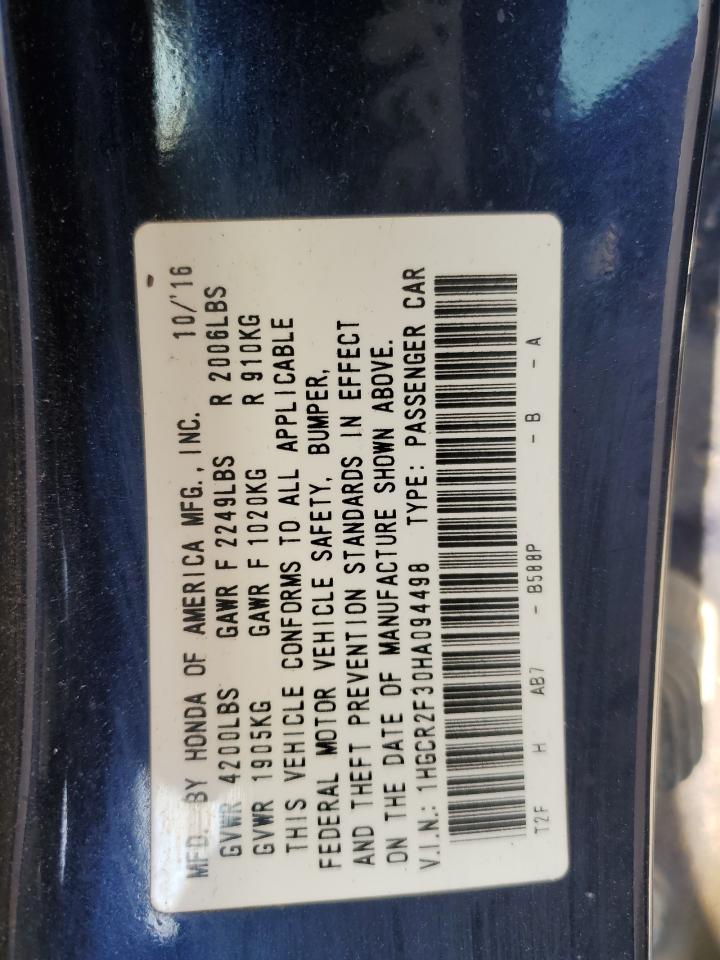 MFD. BY HONDA OF AMERICA MFG., INC. 10/'16
GVWR 4200LBS GAWR F 2249LBS R 2006LBS
GVWR 1905KG GAWR F 1020KG R 910KG
THIS VEHICLE CONFORMS TO ALL APPLICABLE
FEDERAL MOTOR VEHICLE SAFETY, BUMPER,
AND THEFT PREVENTION STANDARDS IN EFFECT
ON THE DATE OF MANUFACTURE SHOWN ABOVE.
V.I.N.: 1HGCR2F30HA094498 TYPE: PASSENGER CAR
T2F H AB7 - B588P - B - A